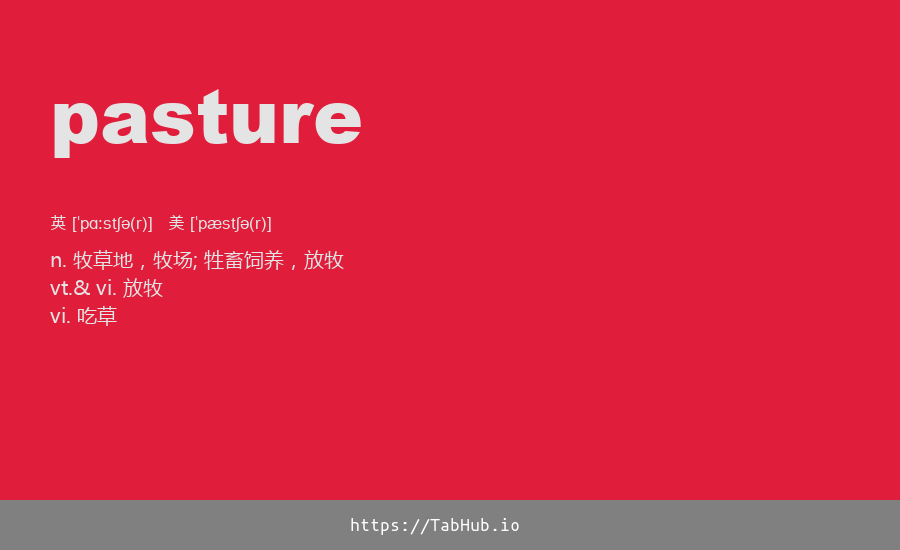 pasture
英 [ˈpɑːstʃə(r)] 美 [ˈpæstʃə(r)]
n. 牧草地，牧场; 牲畜饲养，放牧
vt.& vi. 放牧
vi. 吃草
https://TabHub.io